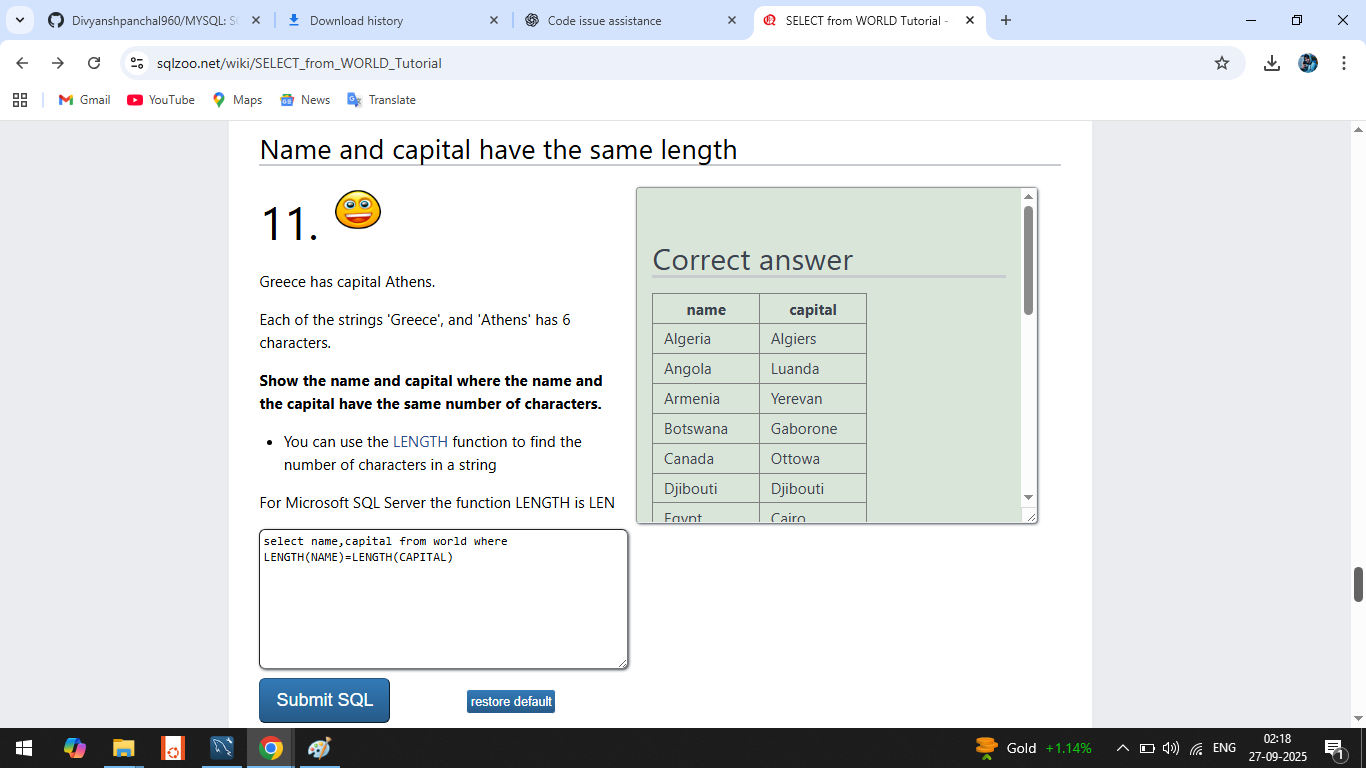 Divyanshpanchal960/MYSQL: S
Download history
Code issue assistance
SELECT from WORLD Tutorial -
sqlzoo.net/wiki/SELECT_from_WORLD_Tutorial
Gmail
YouTube
Maps
News
Translate
Name and capital have the same length
11.
Greece has capital Athens.
Each of the strings 'Greece', and 'Athens' has 6
characters.
Show the name and capital where the name and
the capital have the same number of characters.
You can use the LENGTH function to find the
number of characters in a string
For Microsoft SQL Server the function LENGTH is LEN
select name,capital from world where
LENGTH(NAME)=LENGTH(CAPITAL)
Submit SQL
restore default
Correct answer
name capital
Algeria Algiers
Angola Luanda
Armenia Yerevan
Botswana Gaborone
Canada Ottowa
Djibouti Djibouti
Egypt Cairo
Gold +1.14%
ENG
02:18
27-09-2025
1